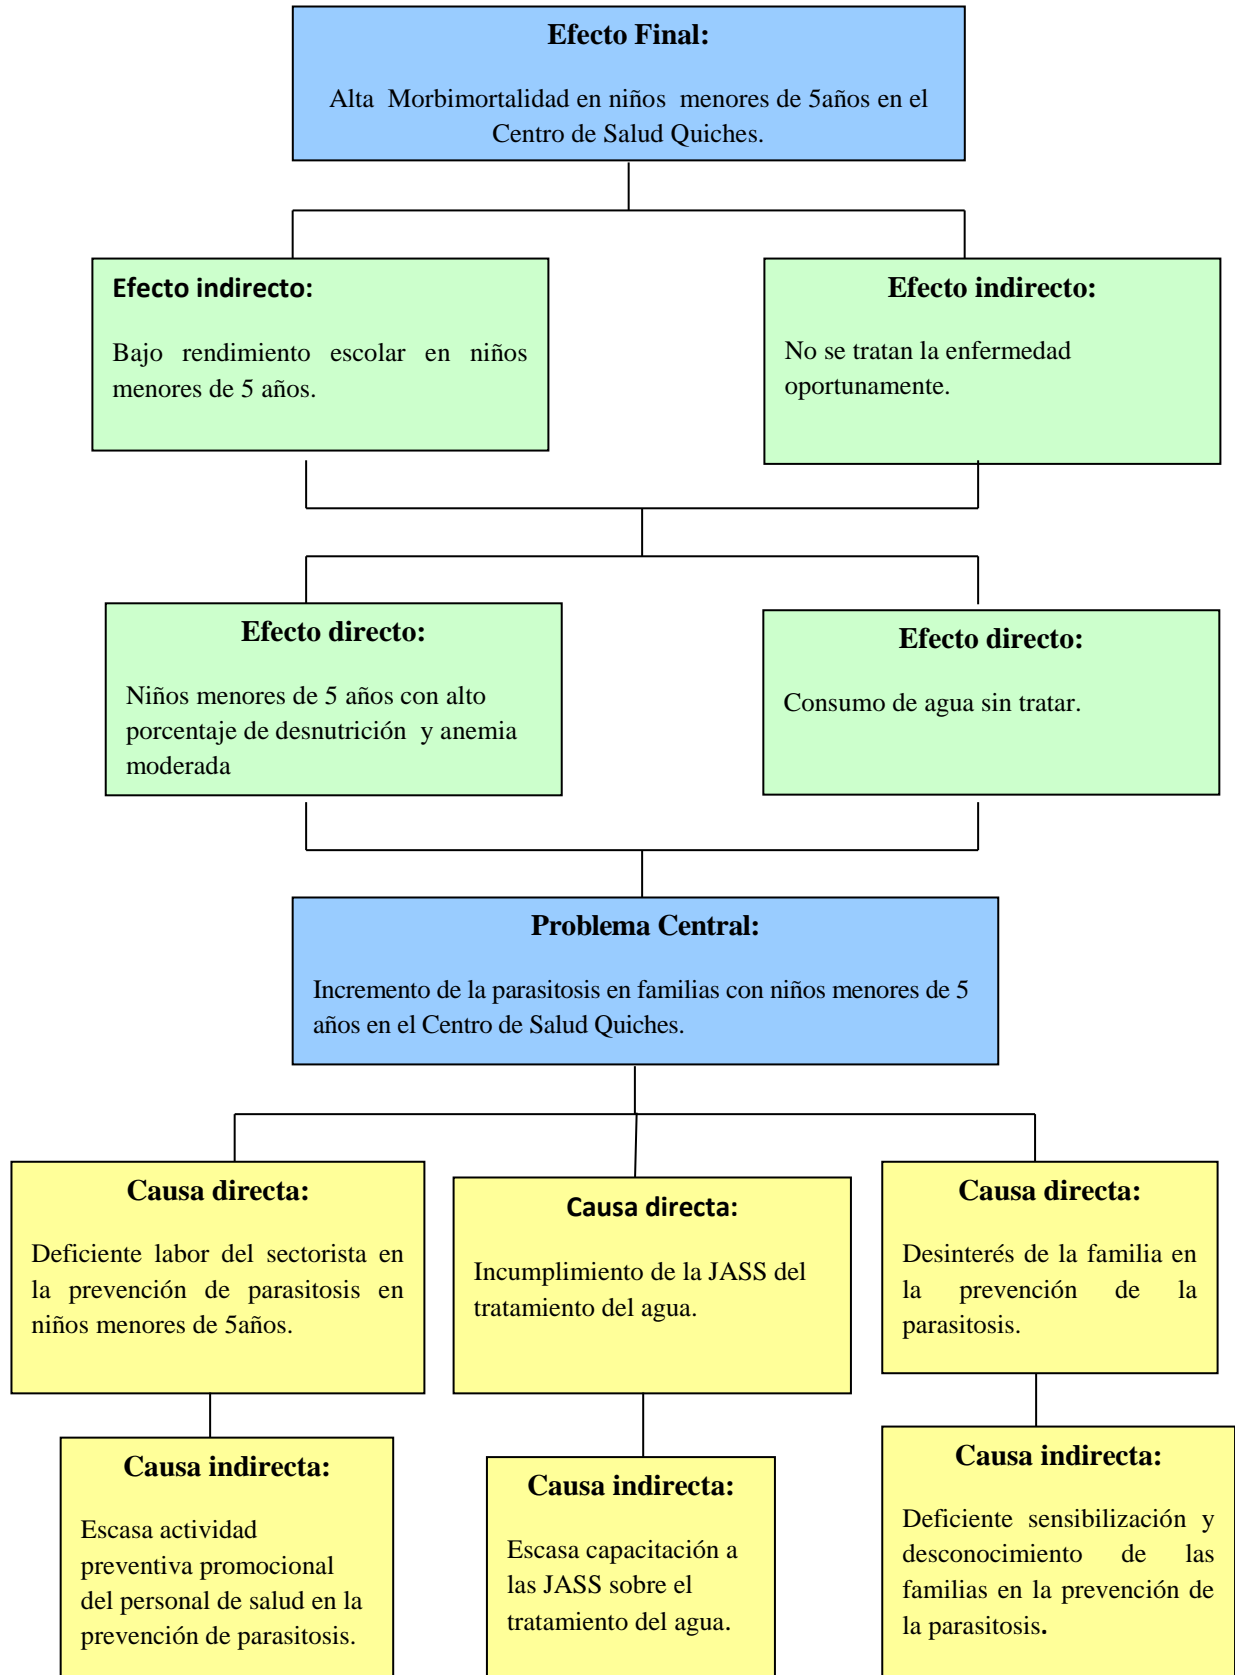 Efecto Final:
Alta Morbimortalidad en niños menores de 5años en el
Centro de Salud Quiches.
Efecto indirecto:
Bajo rendimiento escolar en niños
menores de 5 años.
Efecto indirecto:
No se tratan la enfermedad
oportunamente.
Efecto directo:
Niños menores de 5 años con alto
porcentaje de desnutrición y anemia
moderada
Efecto directo:
Consumo de agua sin tratar.
Problema Central:
Incremento de la parasitosis en familias con niños menores de 5
años en el Centro de Salud Quiches.
Causa directa:
Deficiente labor del sectorista en
la prevención de parasitosis en
niños menores de 5años.
Causa directa:
Incumplimiento de la JASS del
tratamiento del agua.
Causa directa:
Desinterés de la familia en
la prevención de la
parasitosis.
Causa indirecta:
Escasa actividad
preventiva promocional
del personal de salud en la
prevención de parasitosis.
Causa indirecta:
Escasa capacitación a
las JASS sobre el
tratamiento del agua.
Causa indirecta:
Deficiente sensibilización y
desconocimiento de las
familias en la prevención de
la parasitosis.